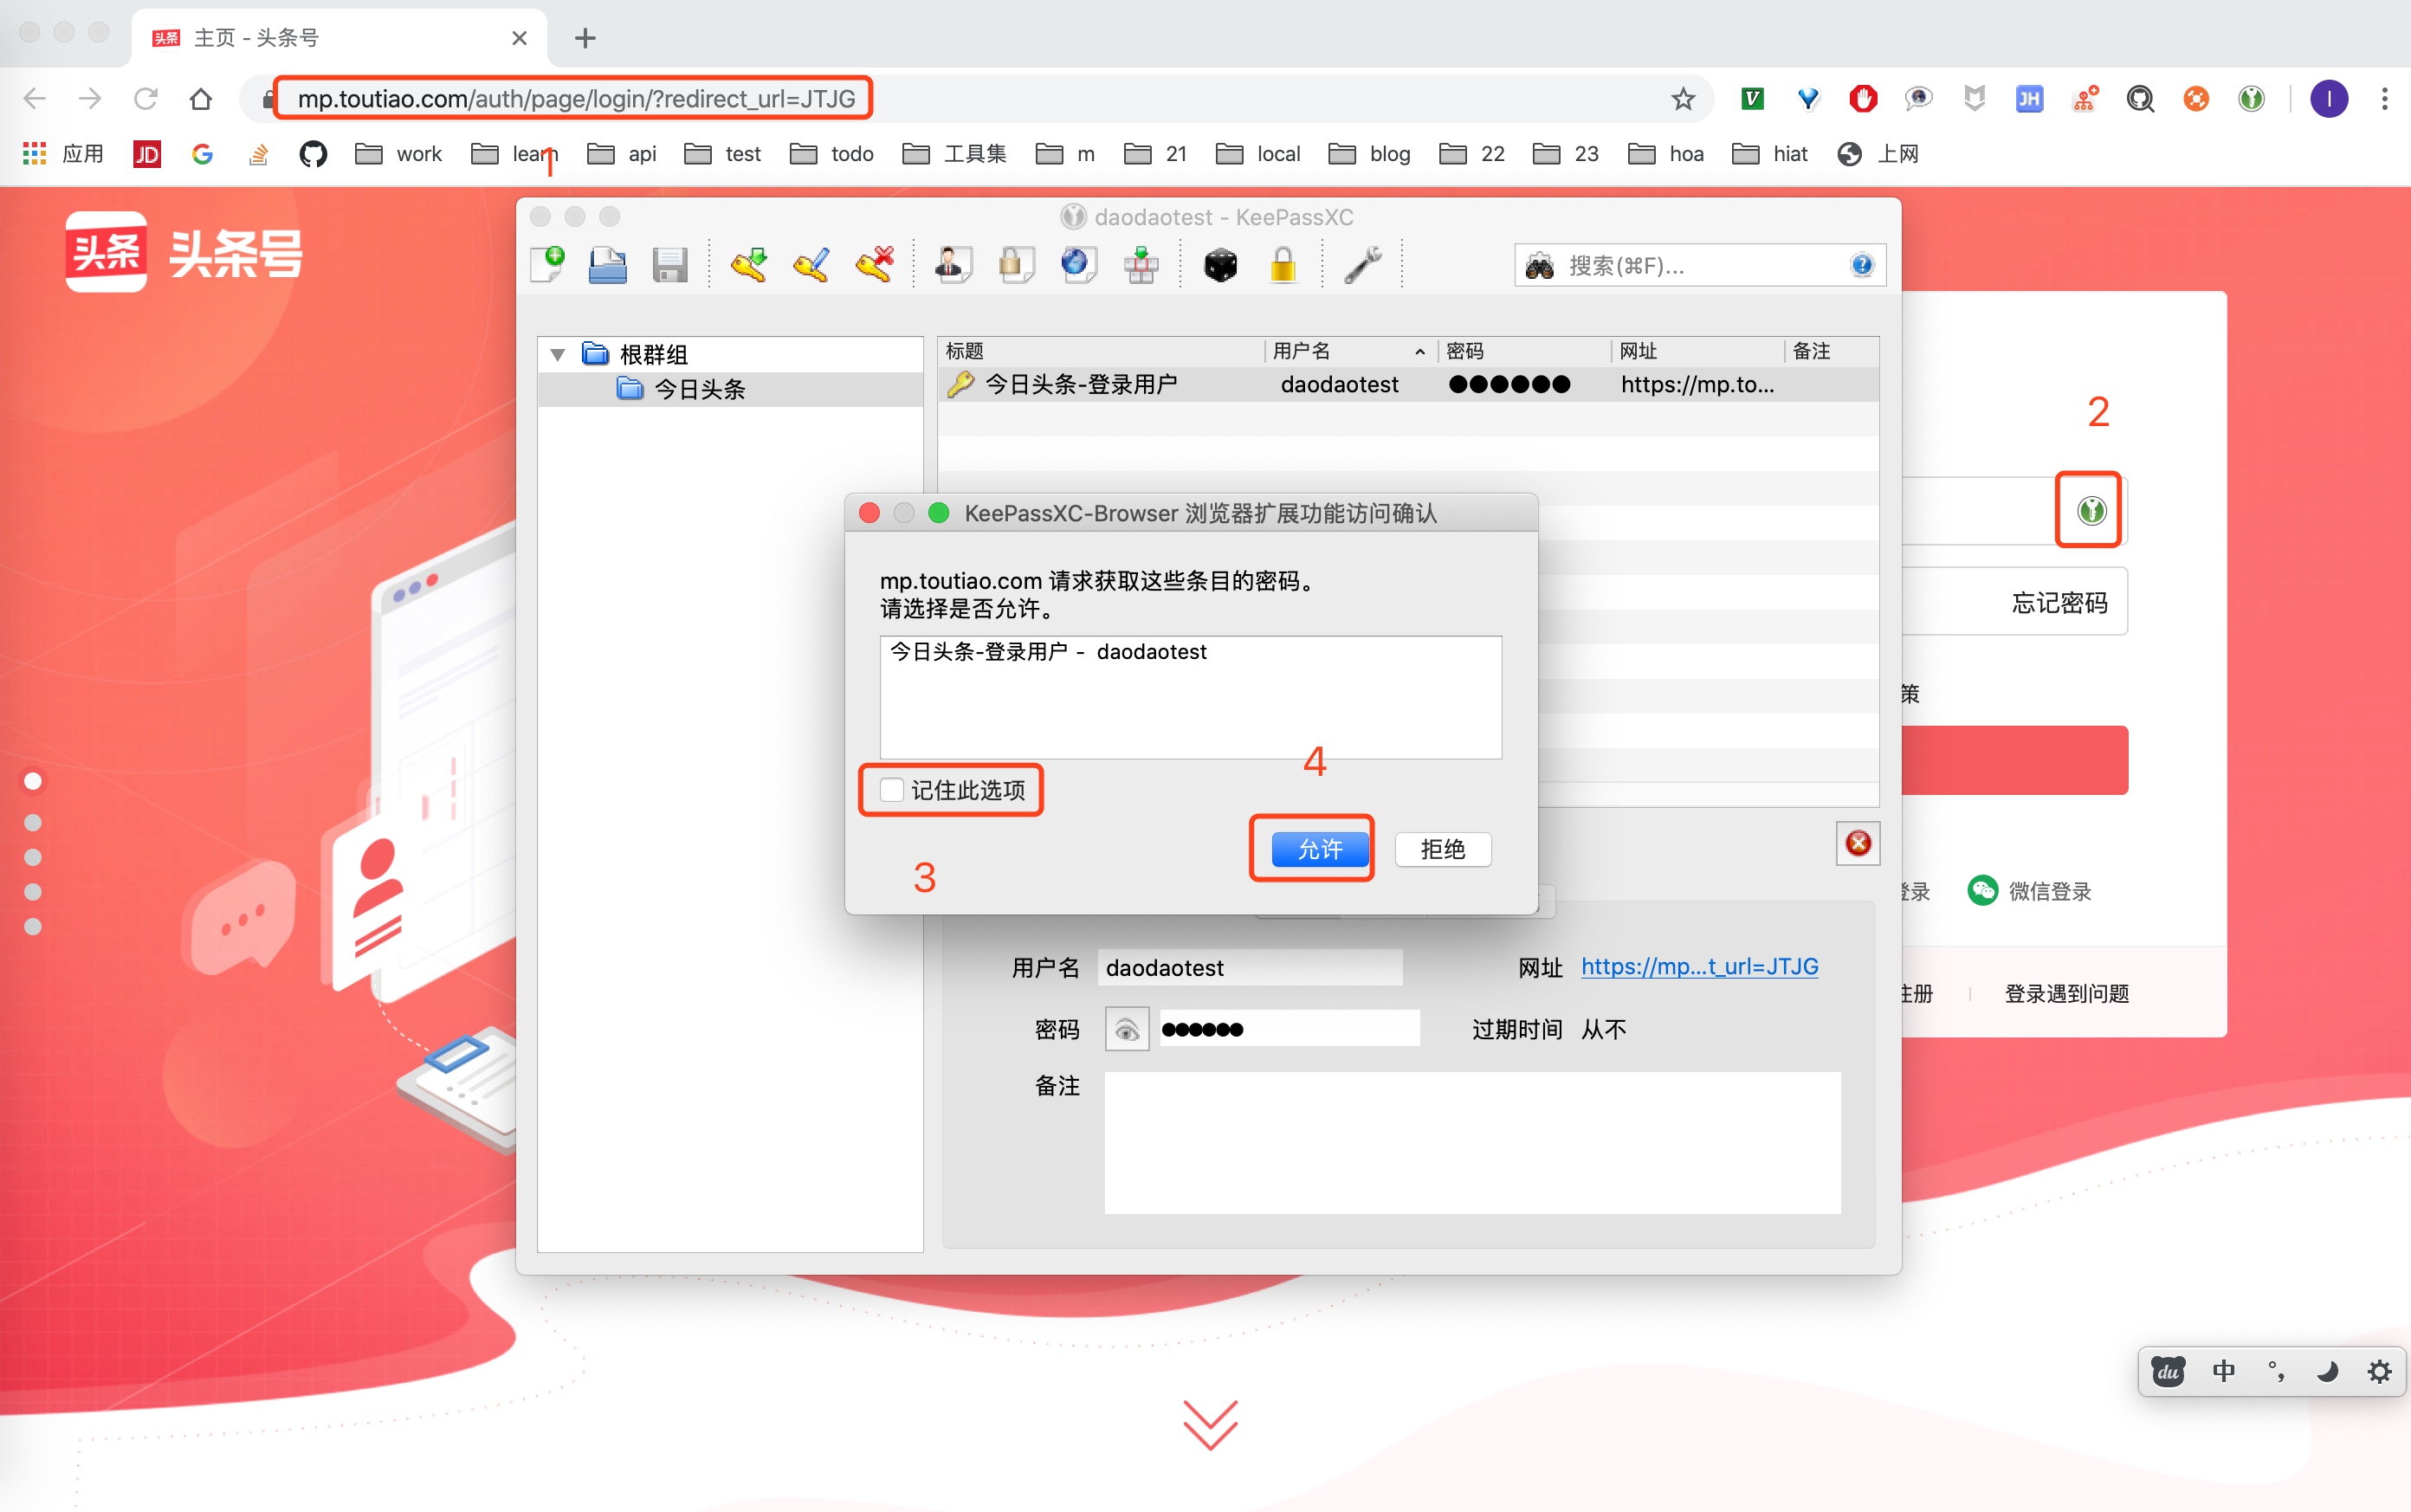 主页 - 头条号
mp.toutiao.com/auth/page/login/?redirect_url=JTJG
V
JH
I
应用
JD
work
learn
api
test
todo
工具集
m
21
local
blog
22
23
hoa
hiat
上网
1
头条
头条号
daodaotest - KeePassXC
搜索(⌘F)...
根群组
今日头条
标题
用户名
密码
网址
备注
今日头条-登录用户
daodaotest
●●●●●●
https://mp.to...
2
KeePassXC-Browser 浏览器扩展功能访问确认
mp.toutiao.com 请求获取这些条目的密码。
请选择是否允许。
今日头条-登录用户 - daodaotest
记住此选项
3
4
允许
拒绝
忘记密码
策
登录
微信登录
注册
登录遇到问题
用户名
daodaotest
网址
https://mp...t_url=JTJG
密码
●●●●●●
过期时间
从不
备注
du
中
°,